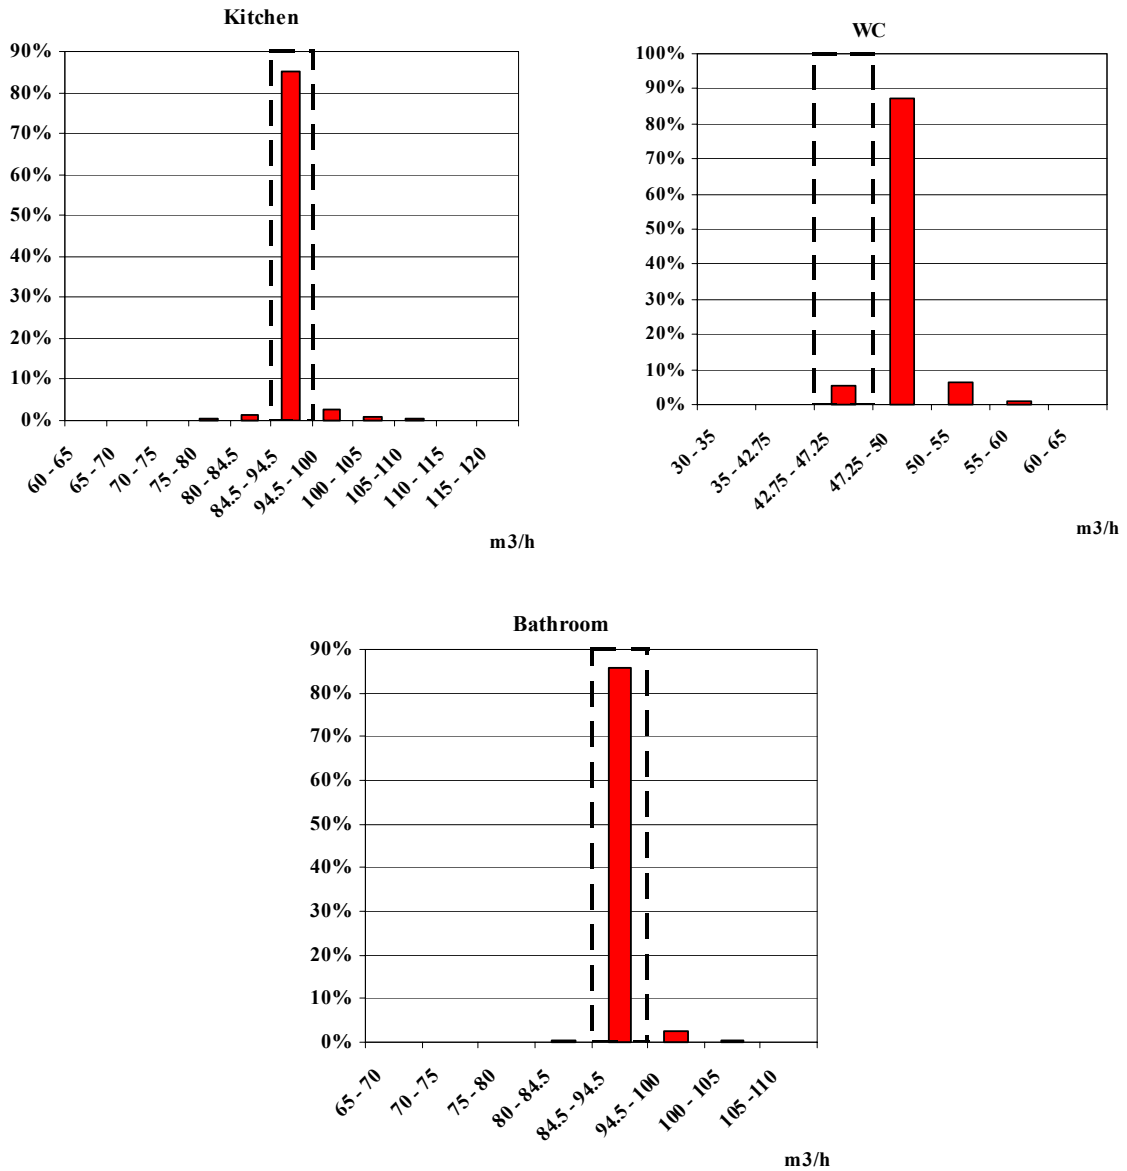 Kitchen
90%
80%
70%
60%
50%
40%
30%
20%
10%
0%
60 - 65
65 - 70
70 - 75
75 - 80
80 - 84.5
84.5 - 94.5
94.5 - 100
100 - 105
105 -110
110 - 115
115 - 120
m3/h
WC
100%
90%
80%
70%
60%
50%
40%
30%
20%
10%
0%
30 - 35
35 - 42.75
42.75 - 47.25
47.25 - 50
50 - 55
55 - 60
60 - 65
m3/h
Bathroom
90%
80%
70%
60%
50%
40%
30%
20%
10%
0%
65 - 70
70 - 75
75 - 80
80 - 84.5
84.5 - 94.5
94.5 - 100
100 - 105
105 -110
m3/h